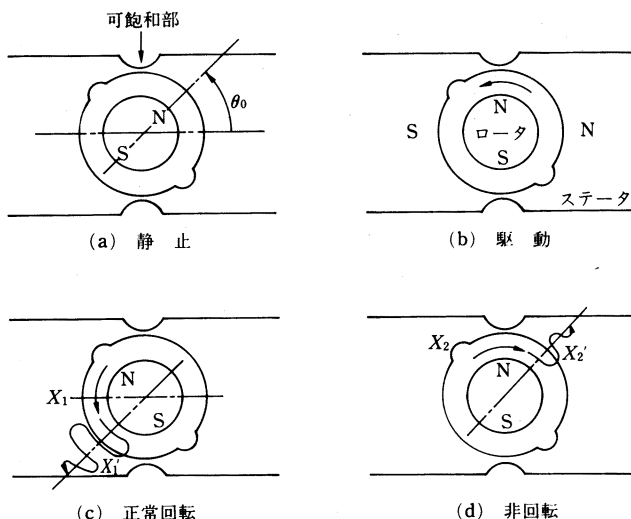 可飽和部
N
θ₀
S
(a) 静 止
N
S ロータ N
S
ステータ
(b) 駆 動
N
X₁
S
X₁'
(c) 正常回転
X₂
X₂'
N
S
(d) 非回転